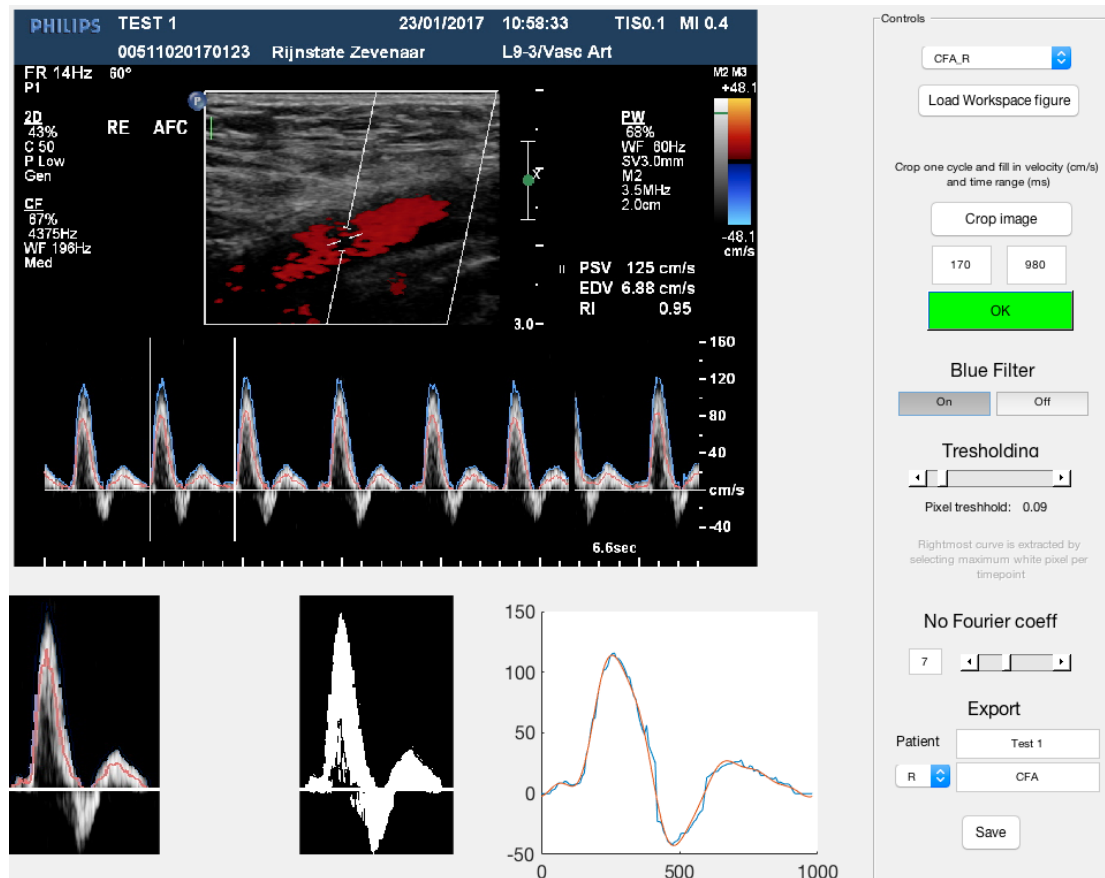 PHILIPS TEST 1 23/01/2017 10:58:33 TIS0.1 MI 0.4
00511020170123 Rijnstate Zevenaar L9-3/Vasc Art
FR 14Hz 60°
P1
2D
43%
C 50
P Low
Gen
CF
67%
4375Hz
WF 196Hz
Med
P
RE AFC
X
3.0
PW
68%
WF 60Hz
SV3.0mm
M2
3.5MHz
2.0cm
M2 M3
+48.1
-48.1
cm/s
PSV 125 cm/s
EDV 6.88 cm/s
RI 0.95
160
120
80
40
cm/s
-40
6.6sec
150
100
50
0
-50
0 500 1000
Controls
CFA_R
Load Workspace figure
Crop one cycle and fill in velocity (cm/s)
and time range (ms)
Crop image
170 980
OK
Blue Filter
On Off
Tresholding
Pixel treshhold: 0.09
Rightmost curve is extracted by
selecting maximum white pixel per
timepoint
No Fourier coeff
7
Export
Patient Test 1
R CFA
Save